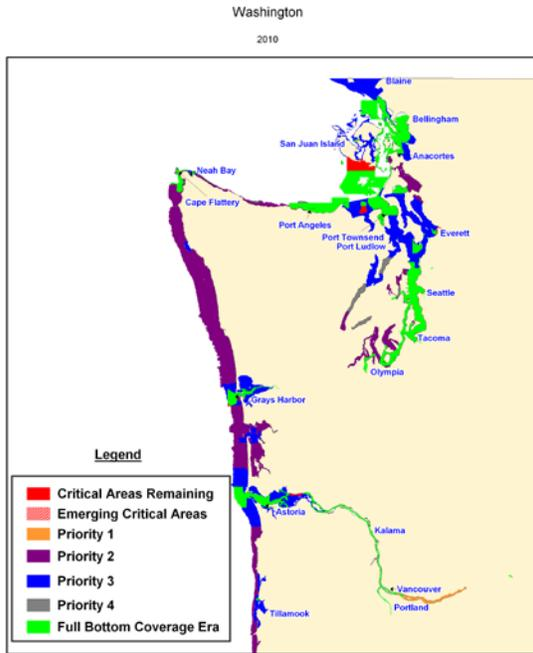 Washington
2010
Blaine
Bellingham
San Juan Island
Anacortes
Neah Bay
Cape Flattery
Port Angeles
Port Townsend
Port Ludlow
Everett
Seattle
Tacoma
Olympia
Grays Harbor
Legend
Critical Areas Remaining
Emerging Critical Areas
Priority 1
Priority 2
Priority 3
Priority 4
Full Bottom Coverage Era
Astoria
Kalama
Vancouver
Portland
Tillamook